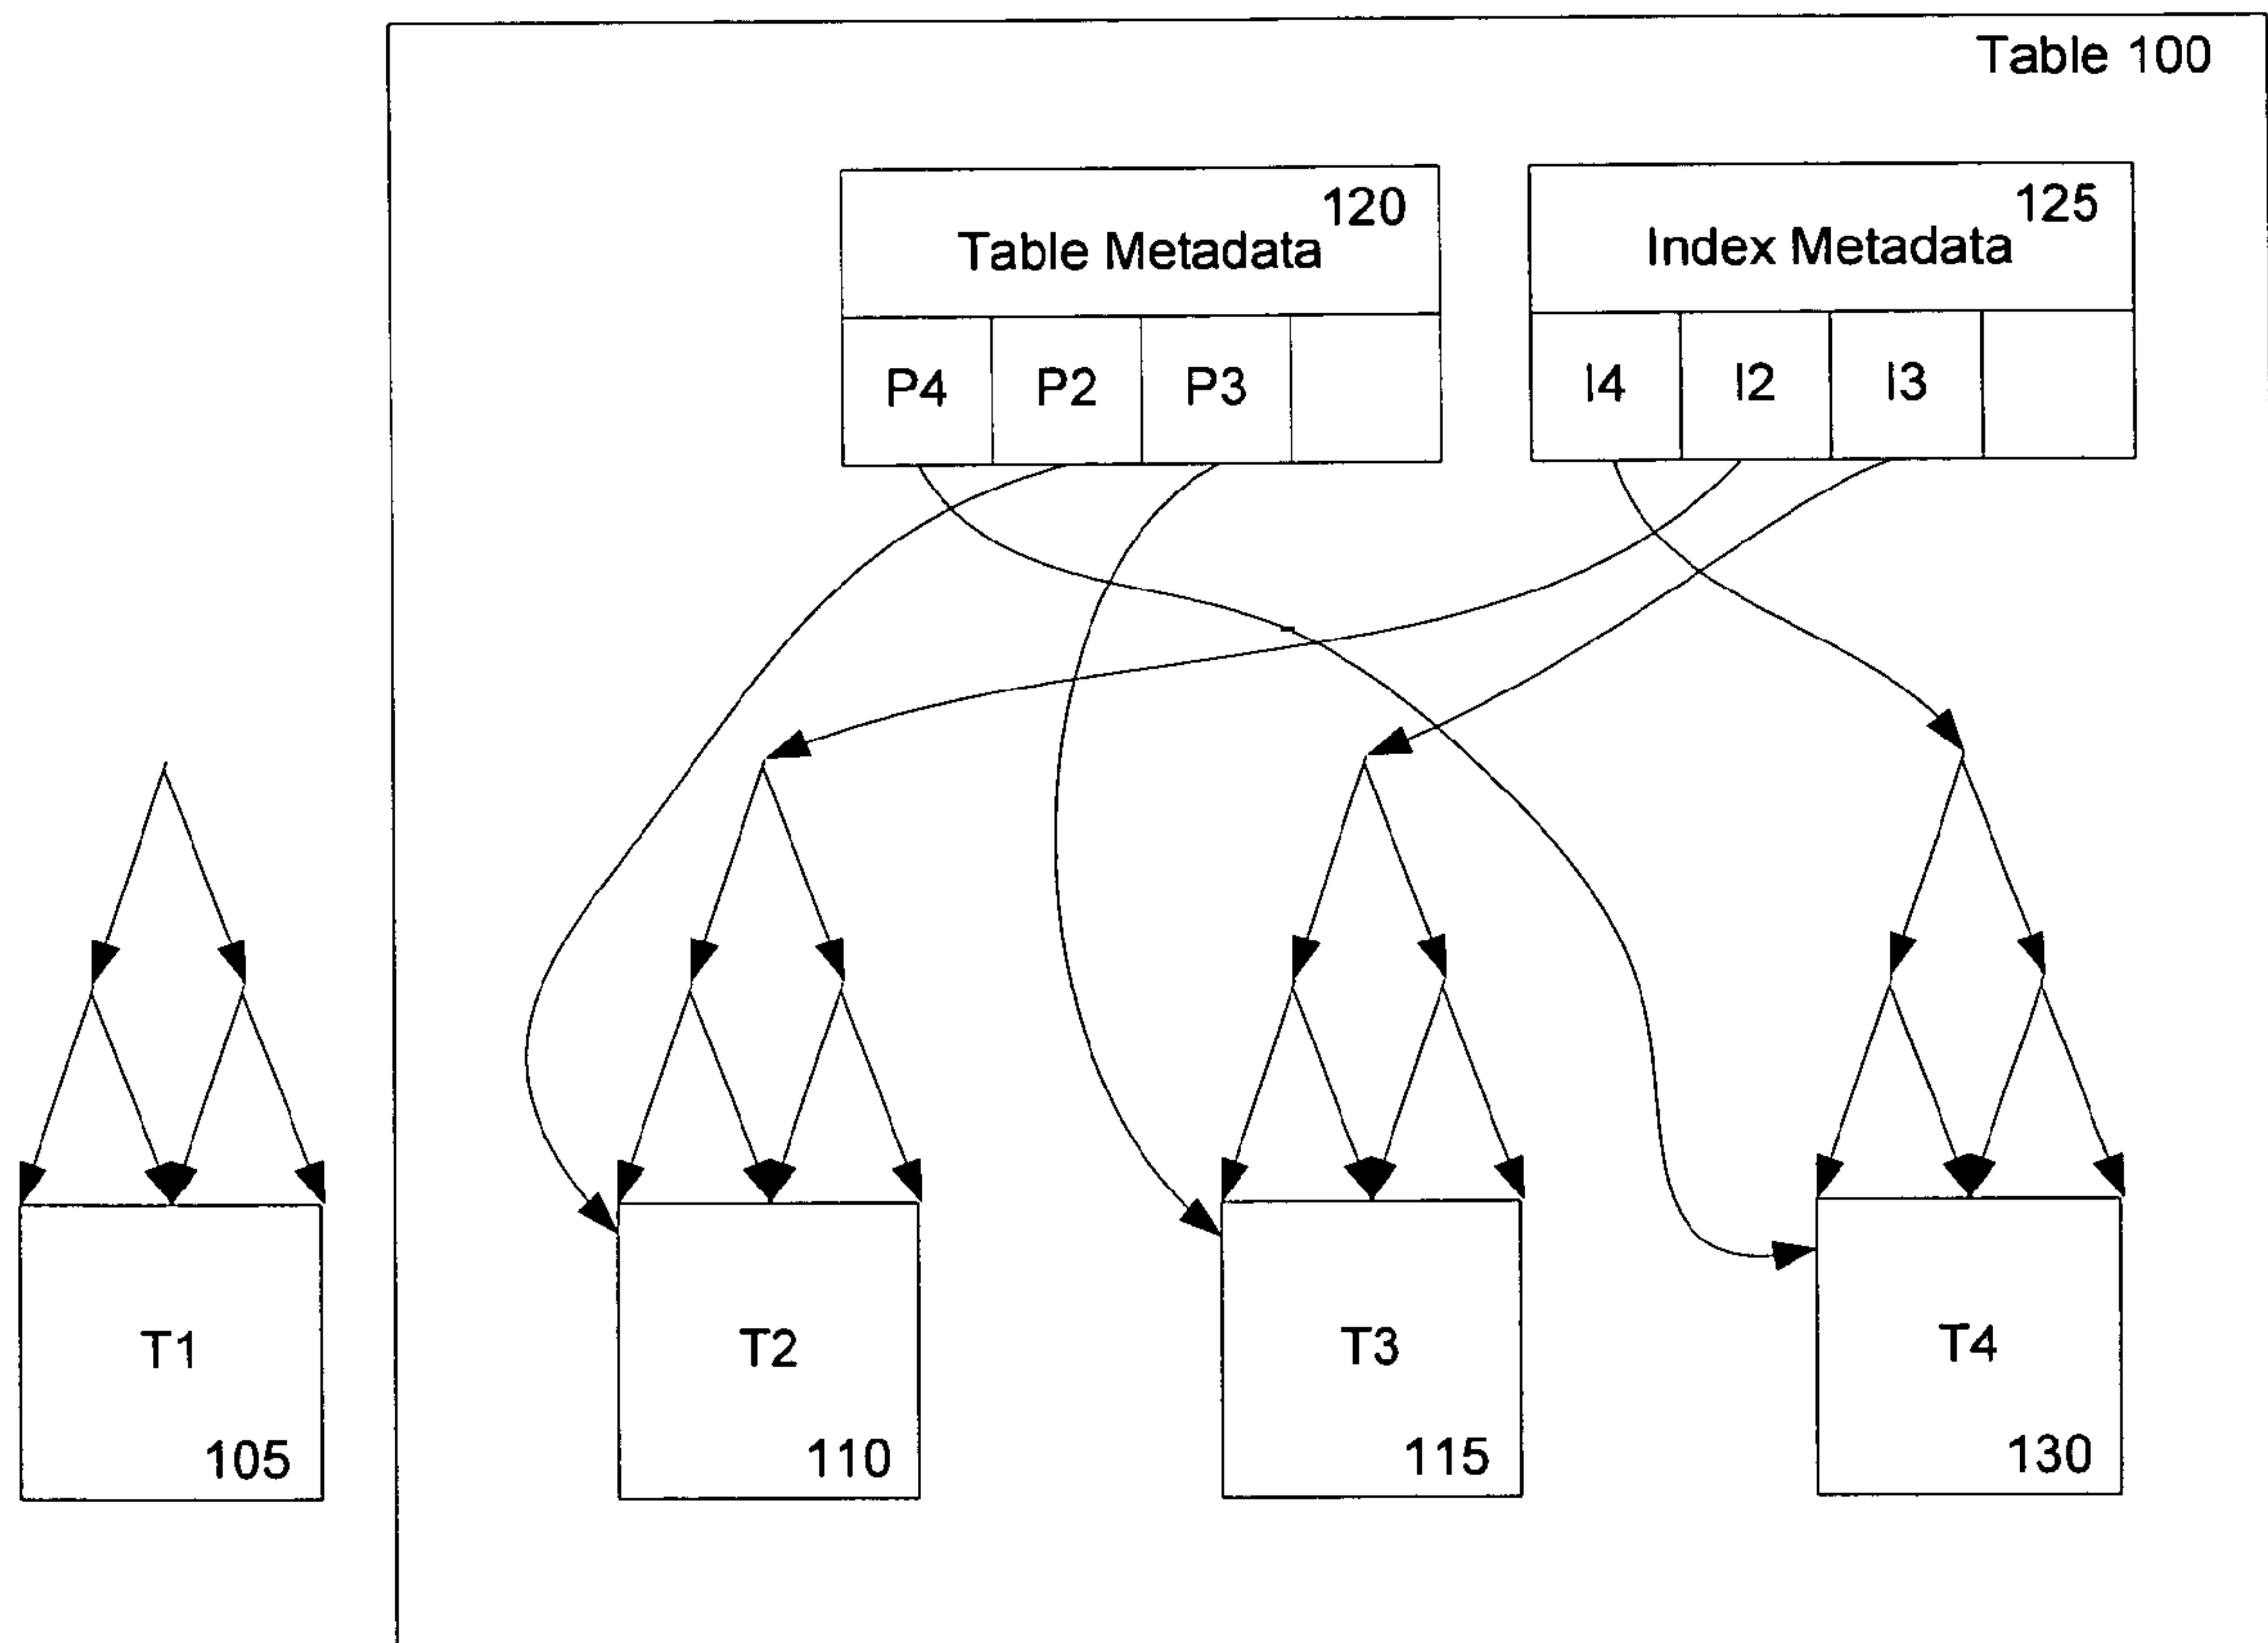 Table 100
120
Table Metadata
P4 P2 P3
125
Index Metadata
I4 I2 I3
T1
105
T2
110
T3
115
T4
130